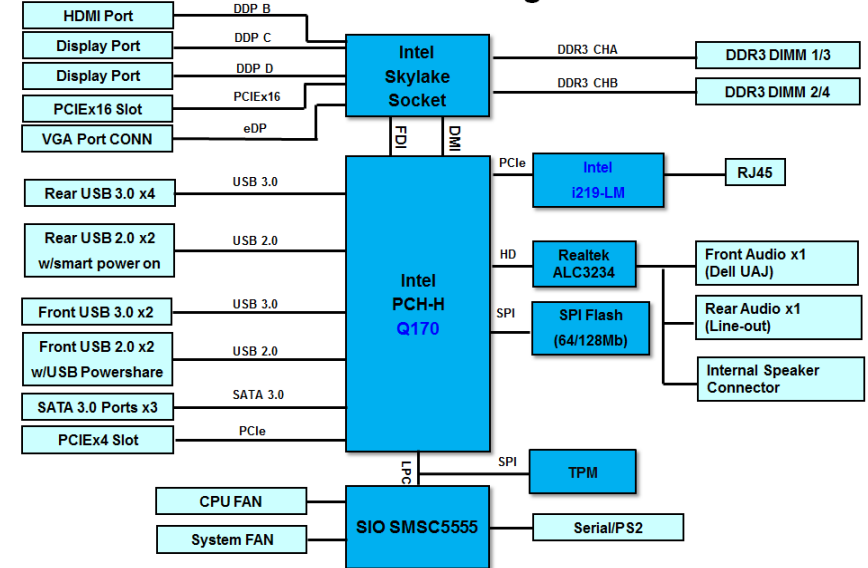 HDMI Port
DDP B
Display Port
DDP C
Display Port
DDP D
PCIEx16 Slot
PCIEx16
VGA Port CONN
eDP
Intel
Skylake
Socket
DDR3 CHA
DDR3 DIMM 1/3
DDR3 CHB
DDR3 DIMM 2/4
FDI
DMI
Rear USB 3.0 x4
USB 3.0
Rear USB 2.0 x2
w/smart power on
USB 2.0
Front USB 3.0 x2
USB 3.0
Front USB 2.0 x2
w/USB Powershare
USB 2.0
SATA 3.0 Ports x3
SATA 3.0
PCIEx4 Slot
PCIe
Intel
PCH-H
Q170
PCIe
Intel
i219-LM
RJ45
HD
Realtek
ALC3234
Front Audio x1
(Dell UAJ)
Rear Audio x1
(Line-out)
Internal Speaker
Connector
SPI
SPI Flash
(64/128Mb)
LPC
SPI
TPM
CPU FAN
System FAN
SIO SMSC5555
Serial/PS2